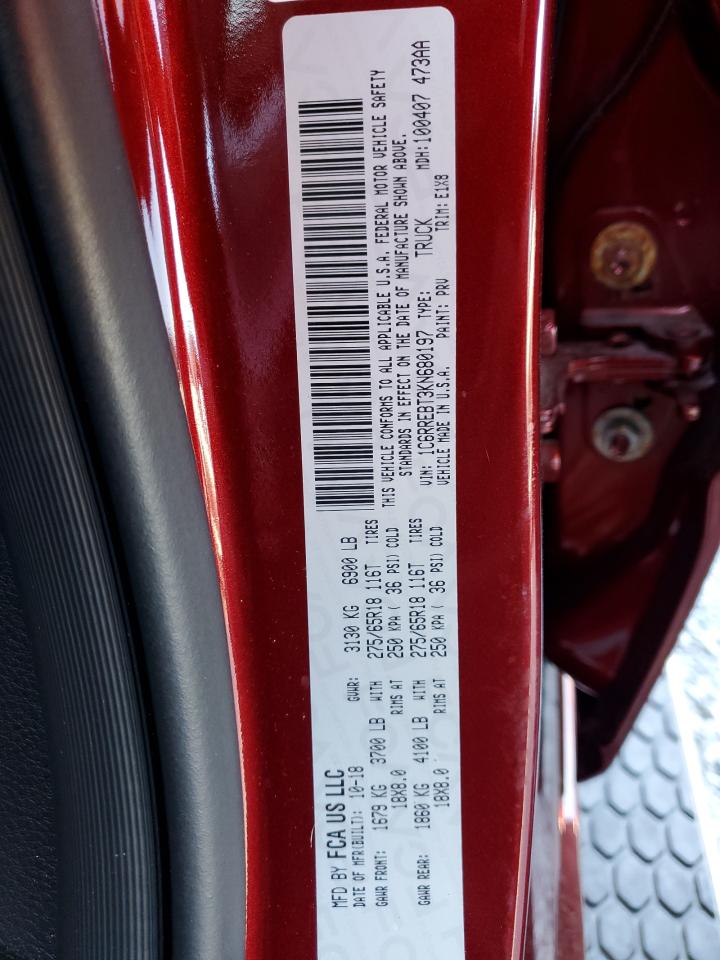 MFD BY FCA US LLC
DATE OF MFR(BUILT): 10-18 GVWR: 3130 KG 6900 LB
GAWR FRONT: 1679 KG 3700 LB WITH 275/65R18 116T TIRES
18X8.0 RIMS AT 250 KPA ( 36 PSI) COLD
GAWR REAR: 1860 KG 4100 LB WITH 275/65R18 116T TIRES
18X8.0 RIMS AT 250 KPA ( 36 PSI) COLD
THIS VEHICLE CONFORMS TO ALL APPLICABLE U.S.A. FEDERAL MOTOR VEHICLE SAFETY
STANDARDS IN EFFECT ON THE DATE OF MANUFACTURE SHOWN ABOVE.
VIN: 1C6RREBT3KN680197 TYPE: TRUCK MDH: 100407 473AA
VEHICLE MADE IN U.S.A. PAINT: PRV TRIM: E1X8